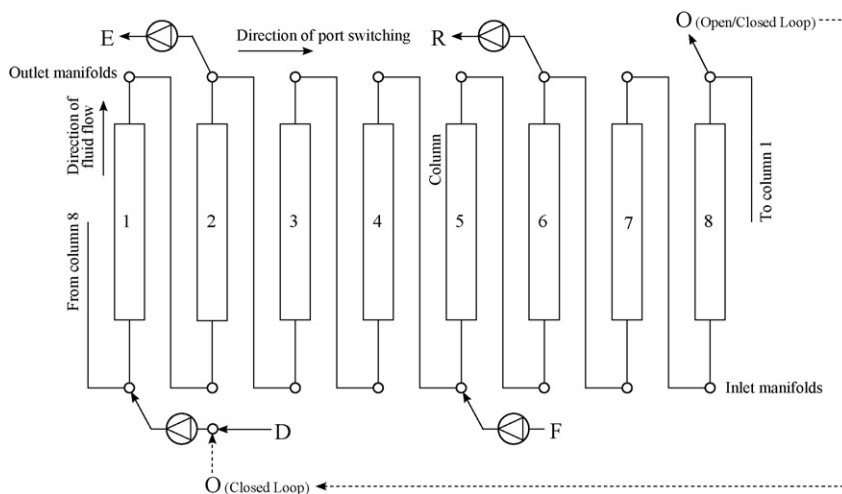 E
Direction of port switching
R
O (Open/Closed Loop)
Outlet manifolds
Direction of
fluid flow
Column
From column 8
To column 1
1
2
3
4
5
6
7
8
Inlet manifolds
D
F
O (Closed Loop)